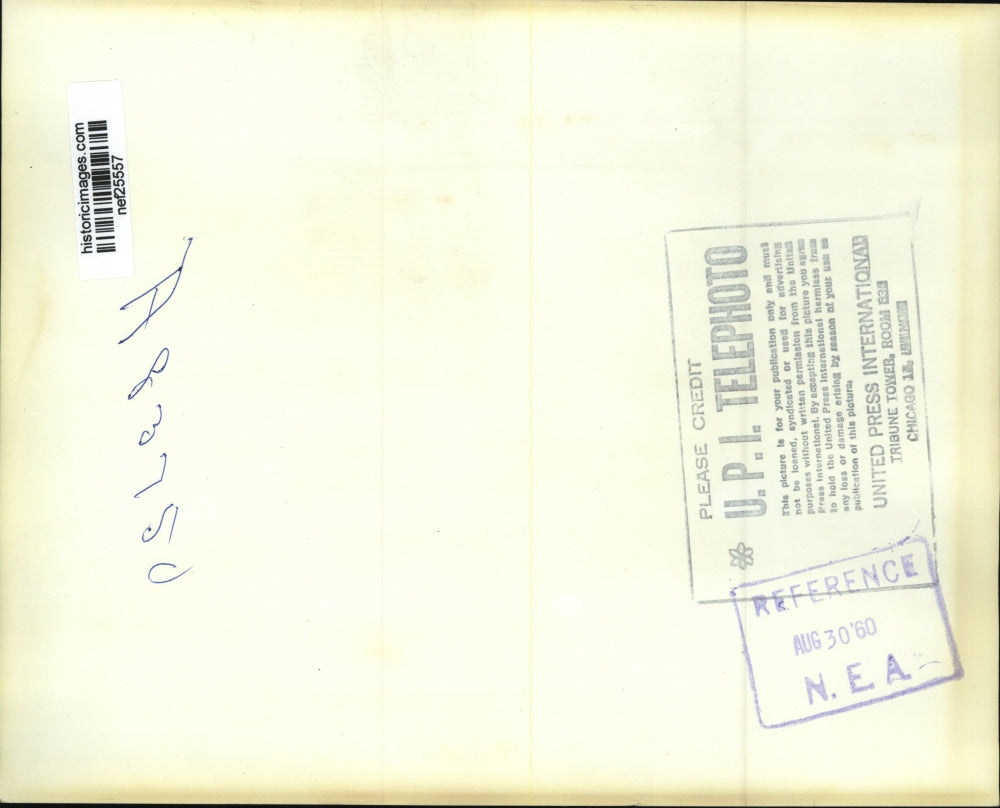 historicimages.com
nef25557
PLEASE CREDIT
U.P.I. TELEPHOTO
This picture is for your publication only and must
not be loaned, syndicated or used for advertising
purposes without written permission from the United
Press International. By accepting this picture you agree
to hold the United Press International harmless from
any loss or damage arising by reason of your use or
publication of this picture.
UNITED PRESS INTERNATIONAL
TRIBUNE TOWER, ROOM
CHICAGO 11, ILLINOIS
REFERENCE
AUG 30 '60
N.E.A